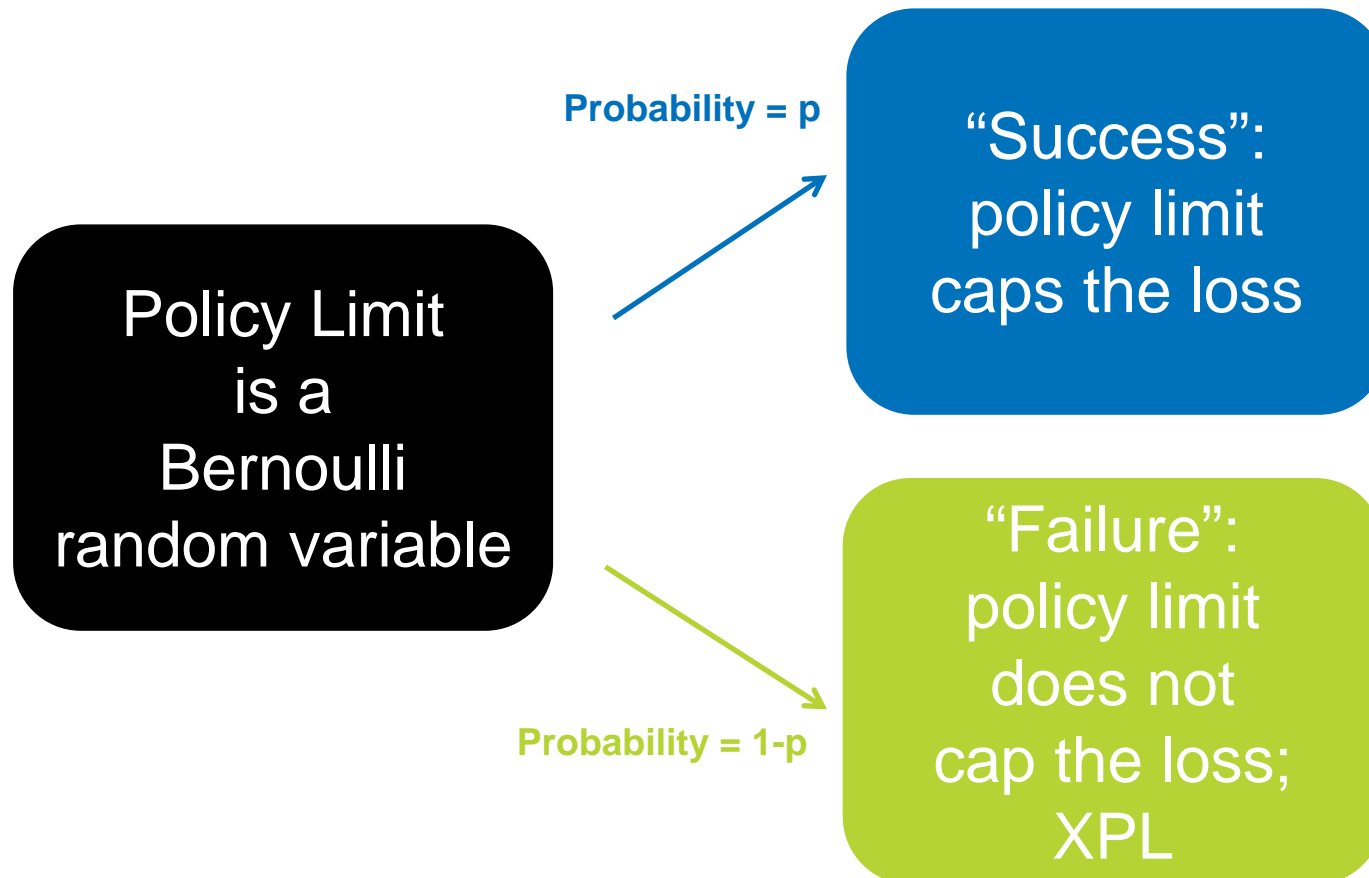 Policy Limit
is a
Bernoulli
random variable
Probability = p
“Success”:
policy limit
caps the loss
Probability = 1-p
“Failure”:
policy limit
does not
cap the loss;
XPL